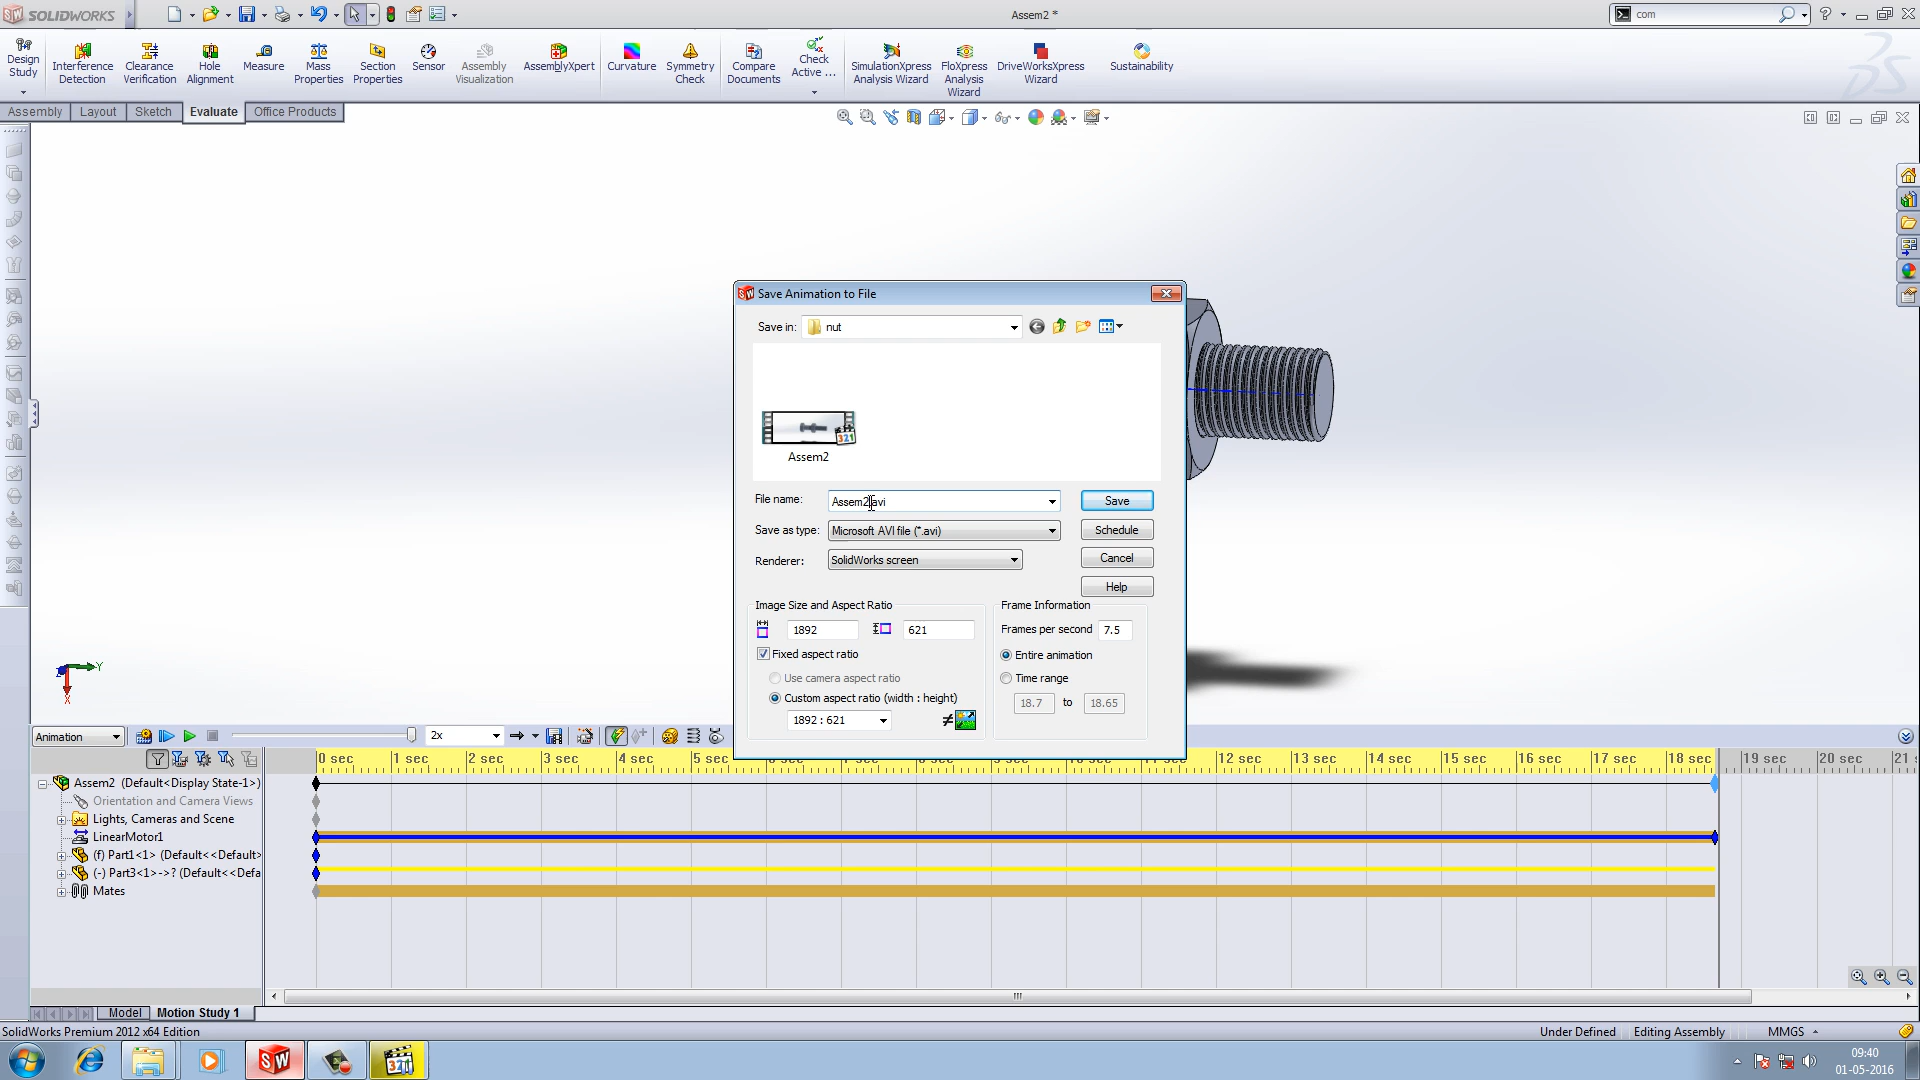 SOLIDWORKS
Assem2 *
com
Design Study
Interference Detection
Clearance Verification
Hole Alignment
Measure
Mass Properties
Section Properties
Sensor
Assembly Visualization
AssemblyXpert
Curvature
Symmetry Check
Compare Documents
Check Active ...
SimulationXpress Analysis Wizard
FloXpress Analysis Wizard
DriveWorksXpress Wizard
Sustainability
Assembly
Layout
Sketch
Evaluate
Office Products
Save Animation to File
Save in: nut
321
Assem2
File name: Assem2.avi
Save
Save as type: Microsoft AVI file (*.avi)
Schedule
Renderer: SolidWorks screen
Cancel
Help
Image Size and Aspect Ratio
1892 621
Fixed aspect ratio
Use camera aspect ratio
Custom aspect ratio (width : height)
1892 : 621
Frame Information
Frames per second 7.5
Entire animation
Time range
18.7 to 18.65
Y
Z
X
Animation
2x
0 sec 1 sec 2 sec 3 sec 4 sec 5 sec 12 sec 13 sec 14 sec 15 sec 16 sec 17 sec 18 sec 19 sec 20 sec 21
Assem2 (Default<Display State-1>)
Orientation and Camera Views
Lights, Cameras and Scene
LinearMotor1
(f) Part1<1> (Default<<Default>
(-) Part3<1>->? (Default<<Defa
Mates
Model
Motion Study 1
SolidWorks Premium 2012 x64 Edition
Under Defined
Editing Assembly
MMGS
SW
321
09:40
01-05-2016